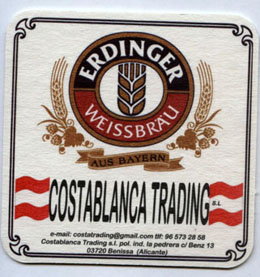 ERDINGER
WEISSBRÄU
AUS BAYERN
COSTABLANCA TRADING S.L
e-mail: costatrading@gmail.com tlf: 96 573 28 58
Costablanca Trading s.l. pol. ind. la pedrera c/ Benz 13
03720 Benissa (Alicante)